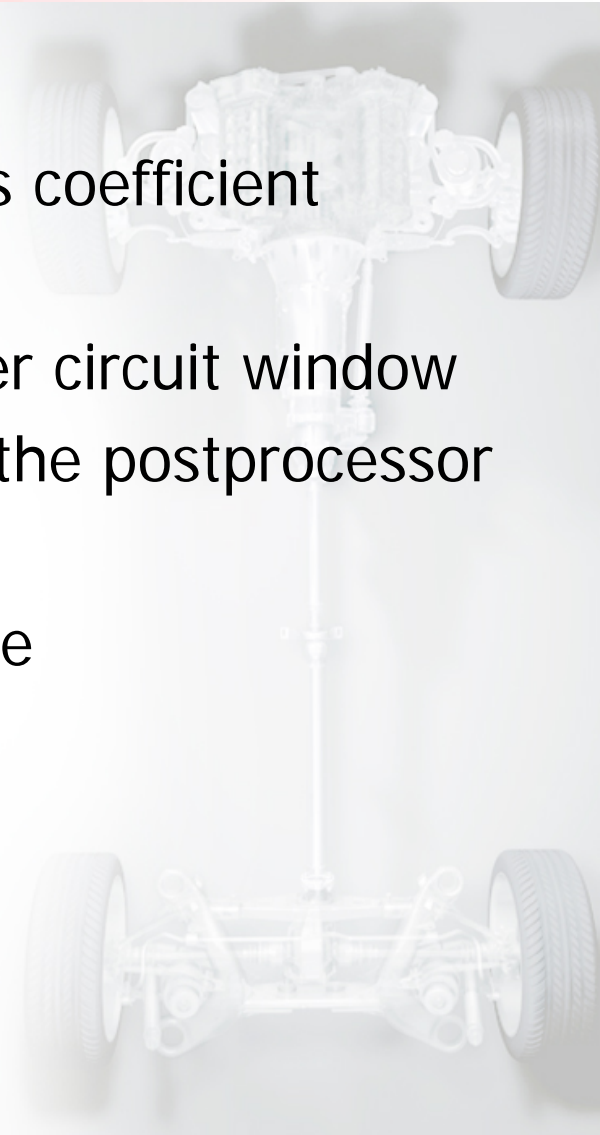 s coefficient
er circuit window
the postprocessor
e